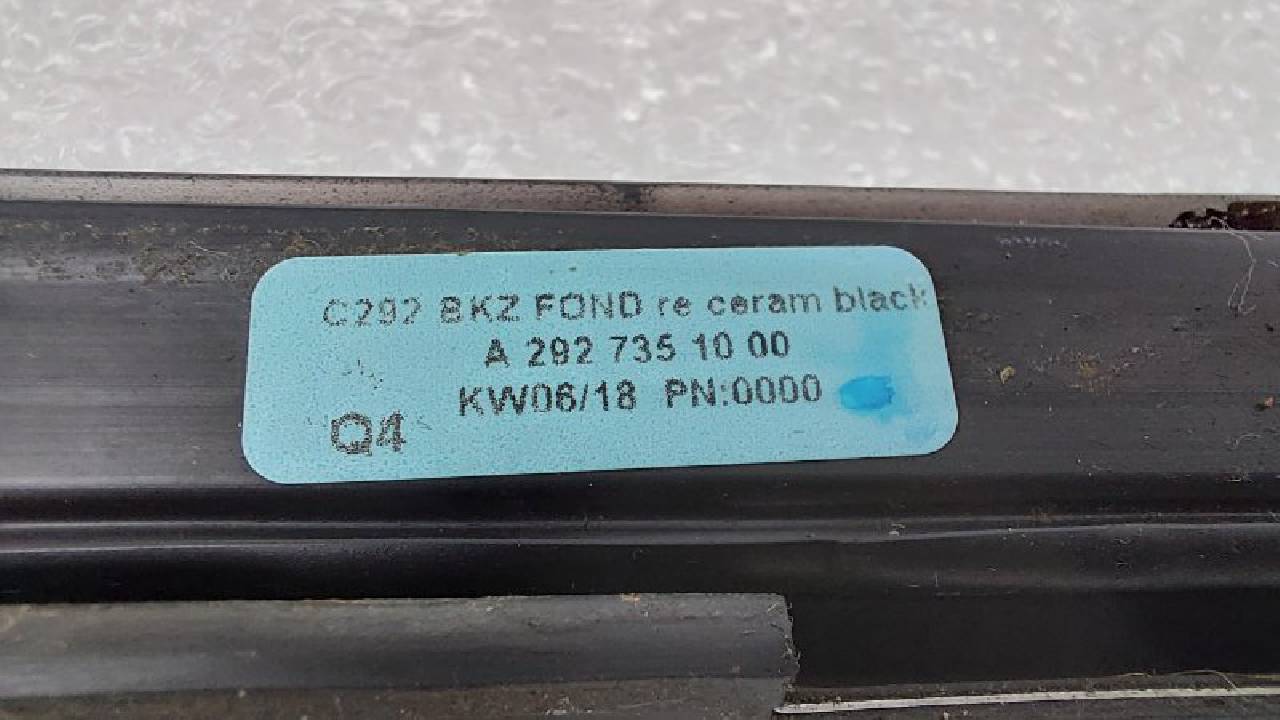 C292 BKZ FOND re ceram black
A 292 735 10 00
KW06/18 PN:0000
Q4